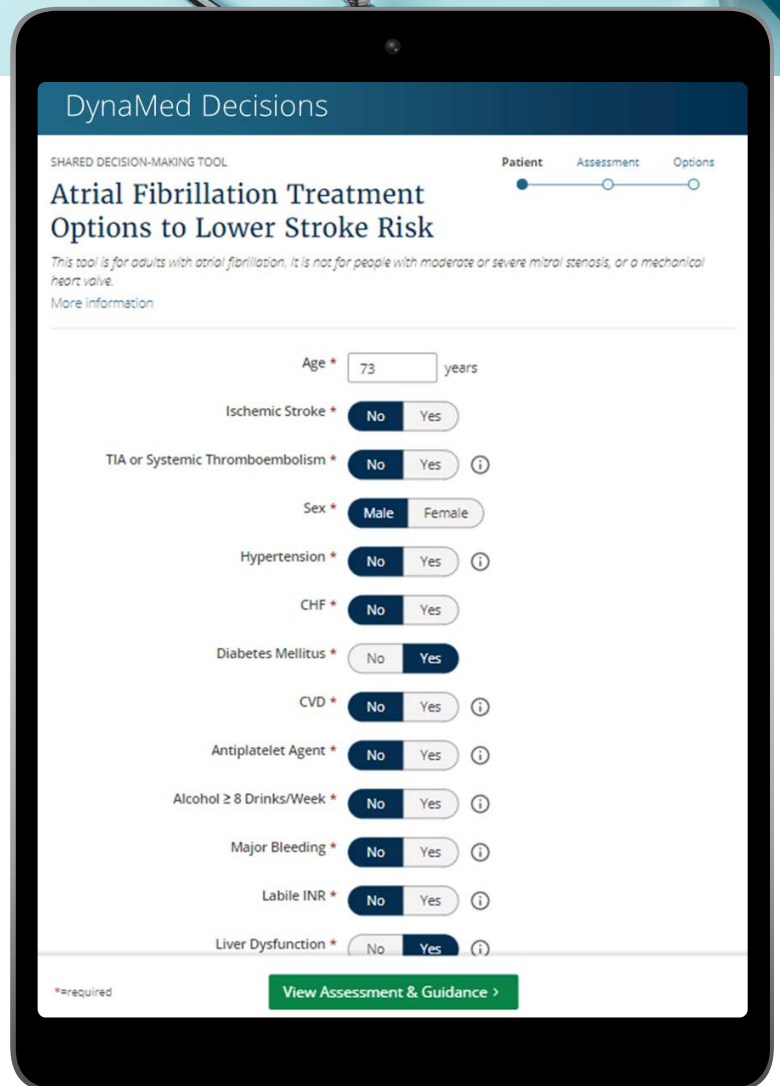 DynaMed Decisions
SHARED DECISION-MAKING TOOL
Patient Assessment Options
Atrial Fibrillation Treatment
Options to Lower Stroke Risk
This tool is for adults with atrial fibrillation. It is not for people with moderate or severe mitral stenosis, or a mechanical
heart valve.
More information
Age * 73 years
Ischemic Stroke * No Yes
TIA or Systemic Thromboembolism * No Yes
Sex * Male Female
Hypertension * No Yes
CHF * No Yes
Diabetes Mellitus * No Yes
CVD * No Yes
Antiplatelet Agent * No Yes
Alcohol ≥ 8 Drinks/Week * No Yes
Major Bleeding * No Yes
Labile INR * No Yes
Liver Dysfunction * No Yes
*=required View Assessment & Guidance >